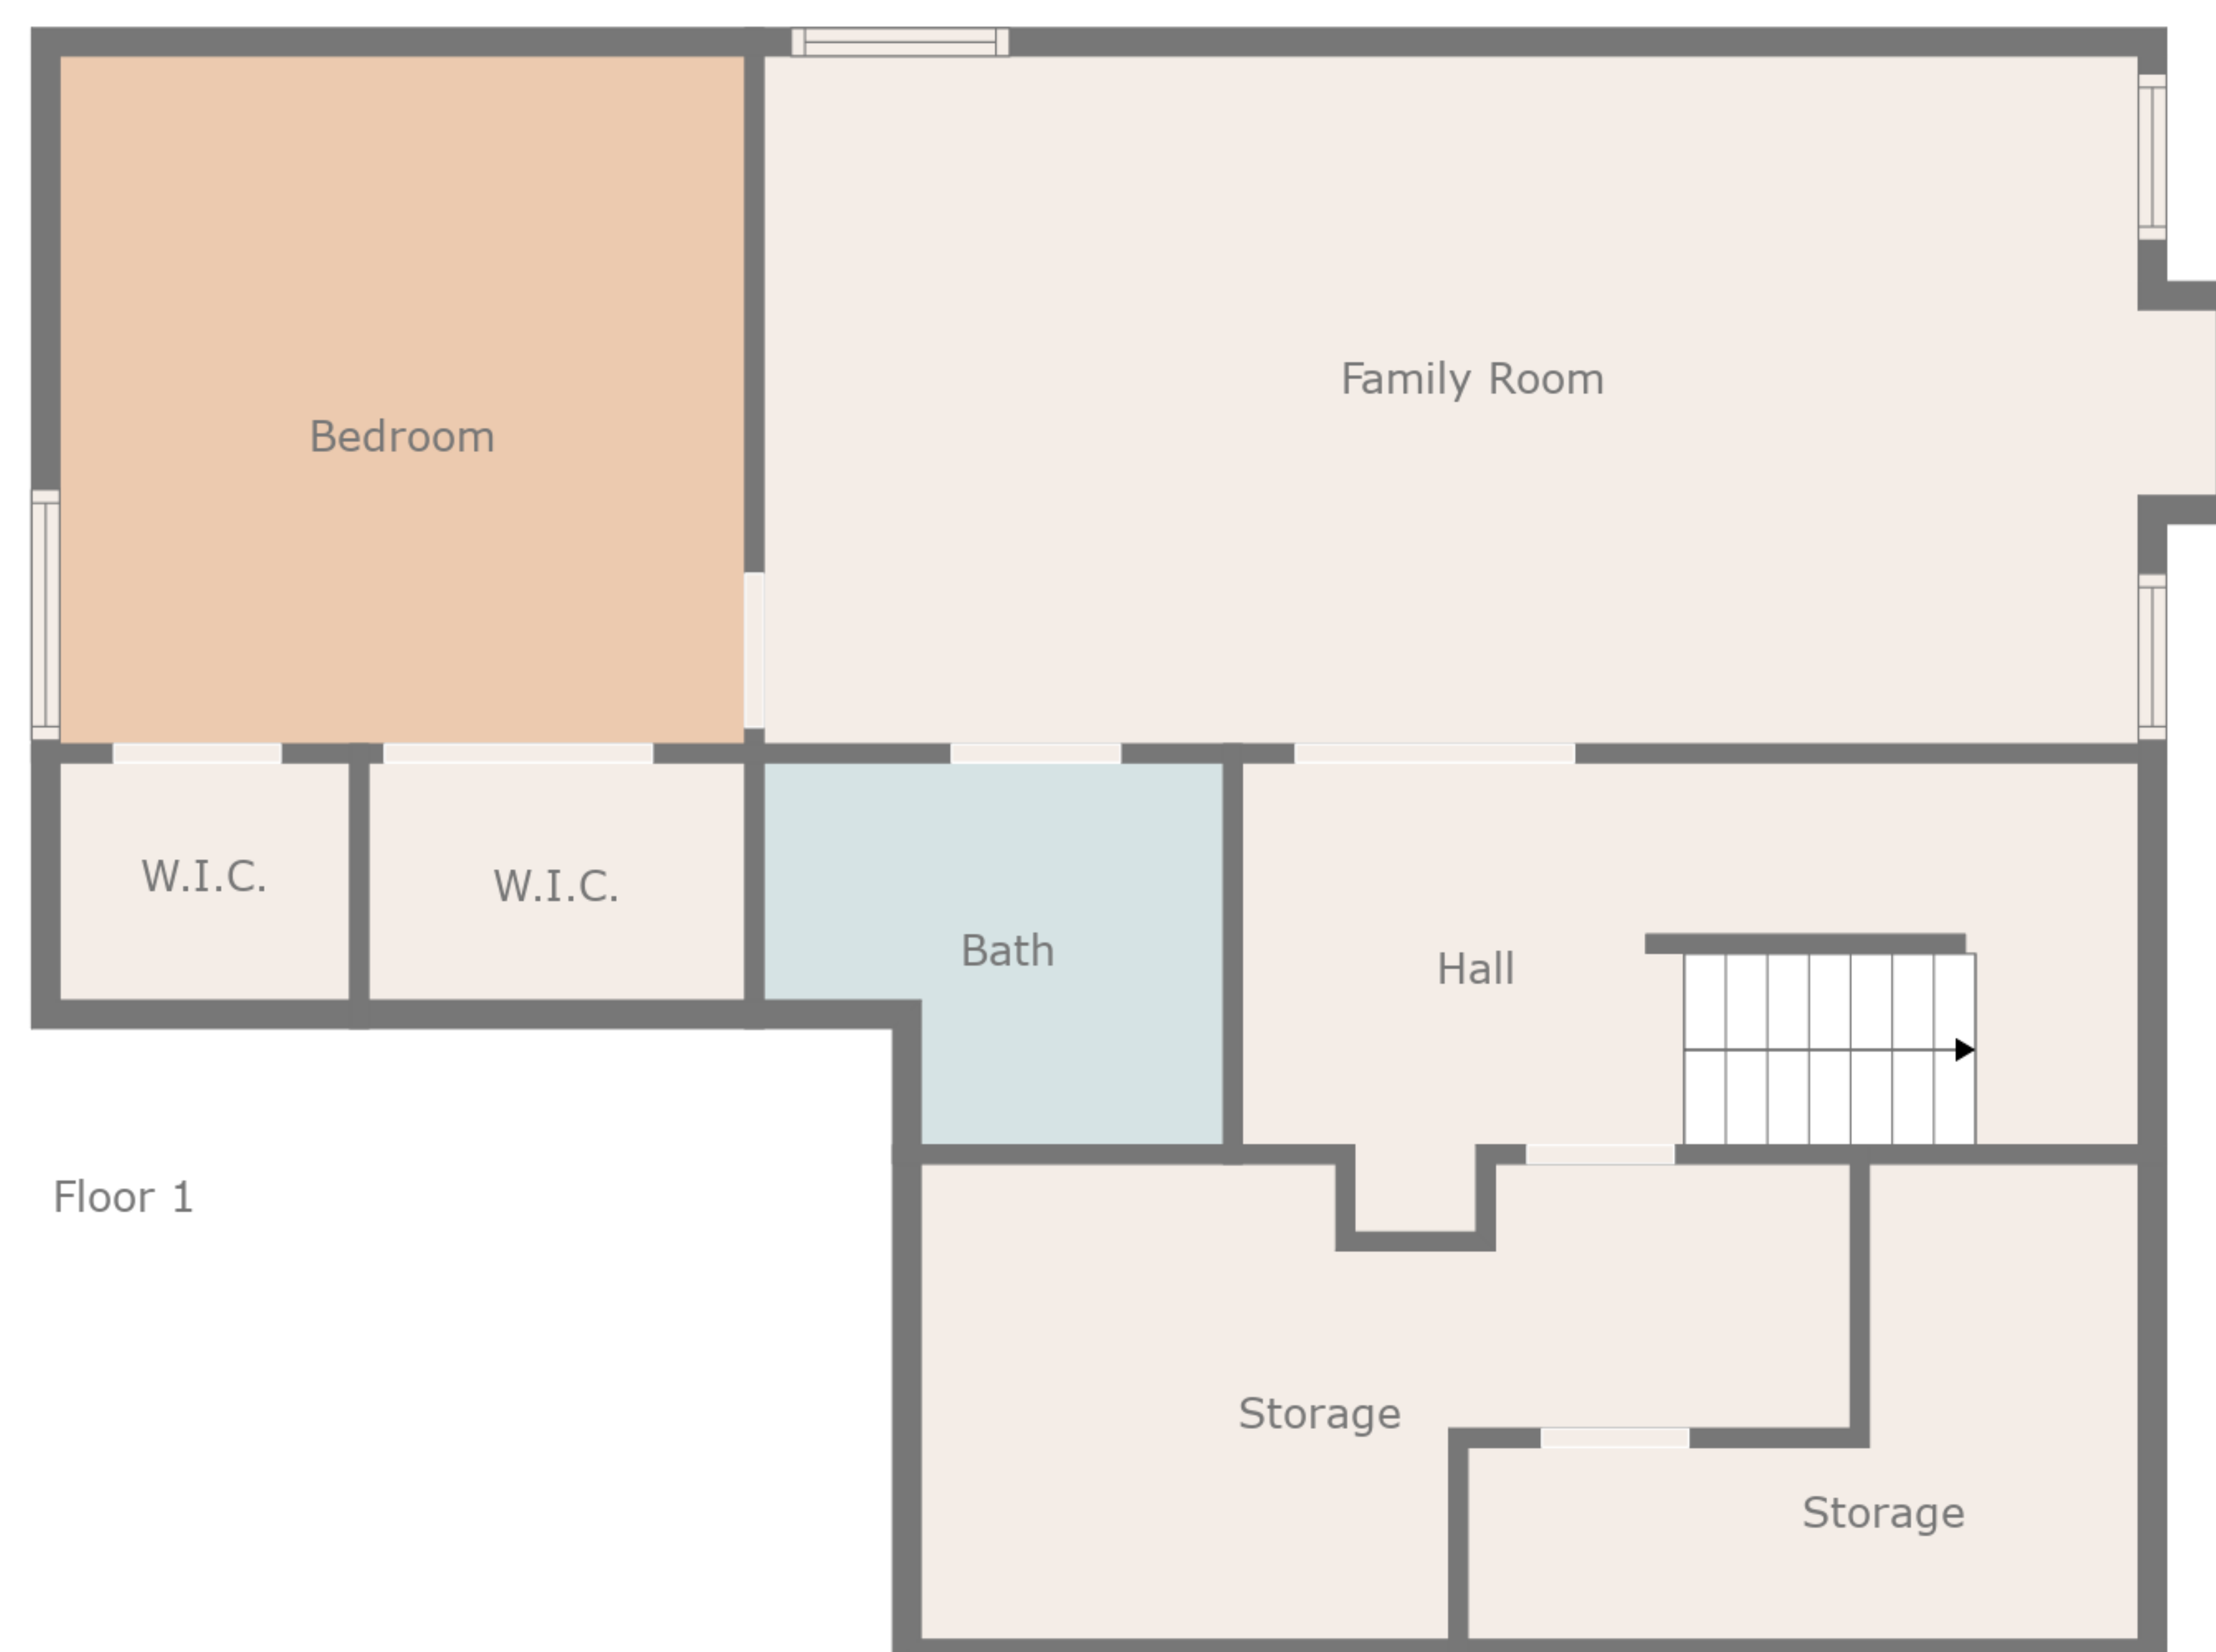 Family Room
Bedroom
W.I.C.
W.I.C.
Bath
Hall
Floor 1
Storage
Storage